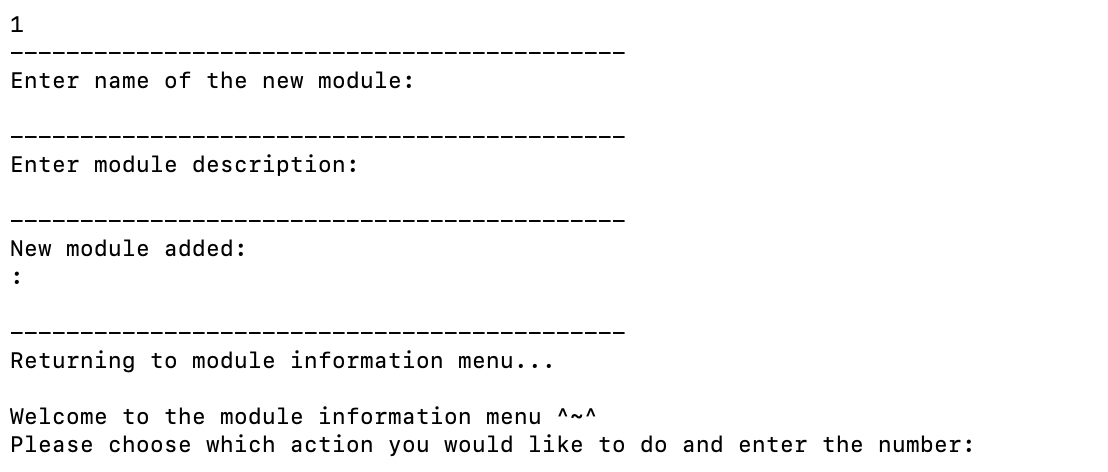 1
--------------------------------------------
Enter name of the new module:
--------------------------------------------
Enter module description:
--------------------------------------------
New module added:
:
--------------------------------------------
Returning to module information menu...
Welcome to the module information menu ^~^
Please choose which action you would like to do and enter the number: